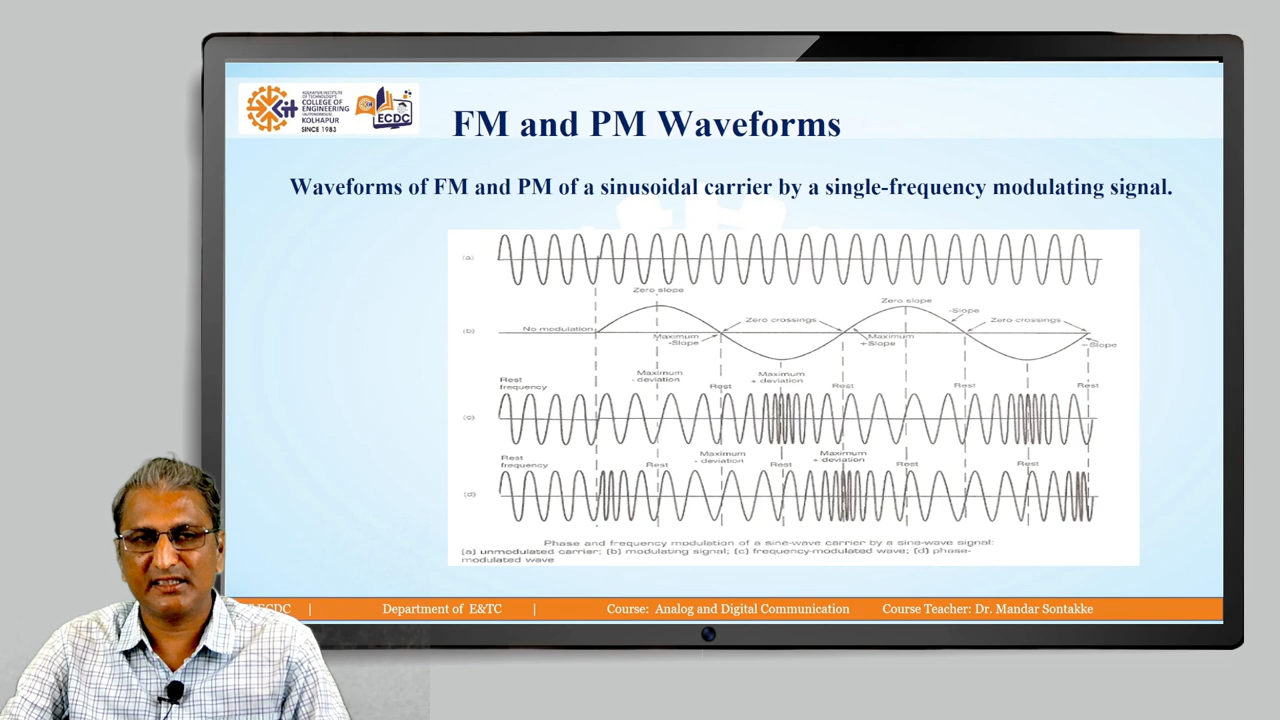 KOLHAPUR INSTITUTE
OF TECHNOLOGY'S
COLLEGE OF
ENGINEERING
(AUTONOMOUS),
KOLHAPUR
SINCE 1983
ECDC
FM and PM Waveforms
Waveforms of FM and PM of a sinusoidal carrier by a single-frequency modulating signal.
(a)
Zero slope
Zero slope
-Slope
Zero crossings
Zero crossings
(b)
No modulation
Maximum
-Slope
Maximum
+Slope
-Slope
Maximum
- deviation
Maximum
+ deviation
Rest
frequency
Rest
Rest
Rest
Rest
(c)
Maximum
- deviation
Maximum
+ deviation
Rest
frequency
Rest
Rest
Rest
Rest
(d)
Phase and frequency modulation of a sine-wave carrier by a sine-wave signal:
(a) unmodulated carrier; (b) modulating signal; (c) frequency-modulated wave; (d) phase-
modulated wave
ECDC | Department of E&TC | Course: Analog and Digital Communication Course Teacher: Dr. Mandar Sontakke